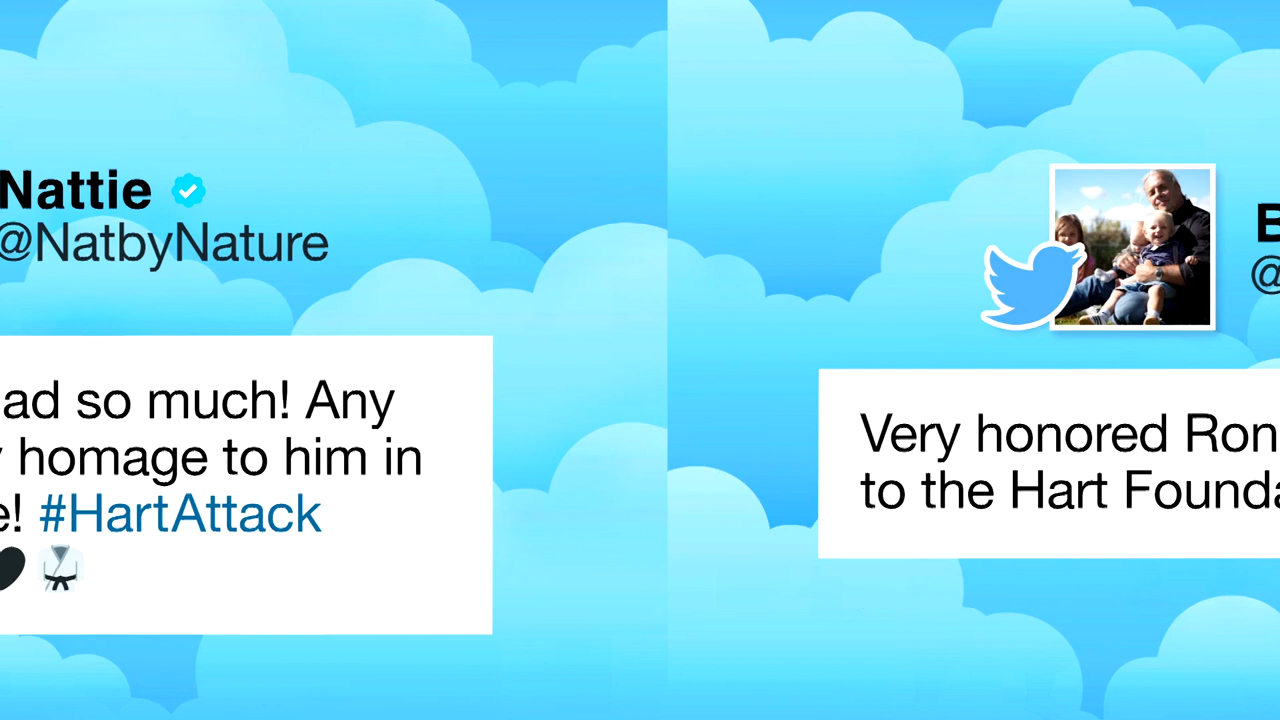 Nattie
@NatbyNature
ad so much! Any
homage to him in
e! #HartAttack
B
@
Very honored Ron
to the Hart Founda